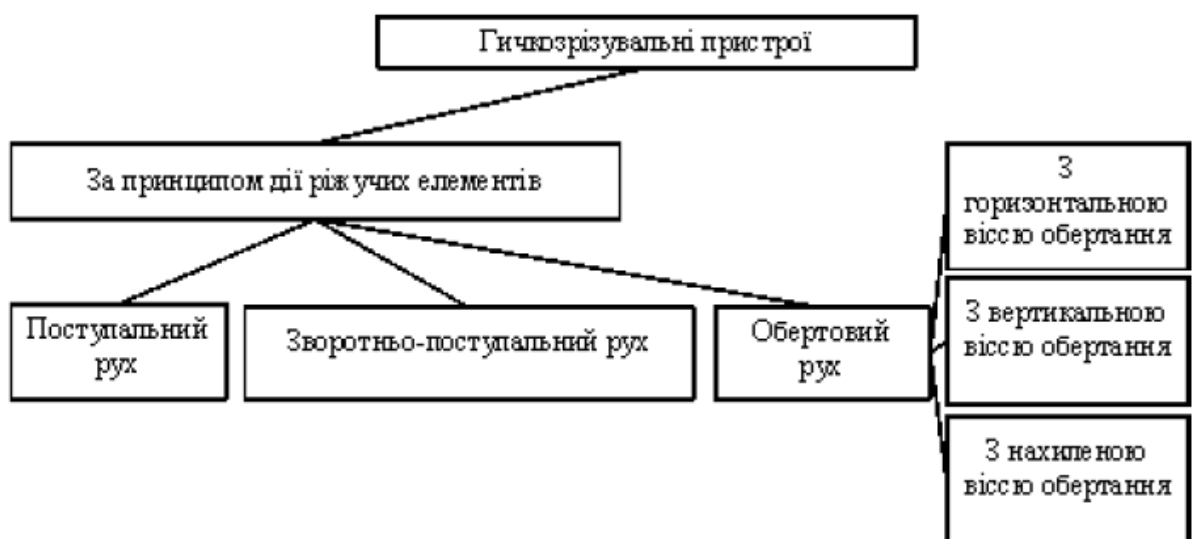 Гичкозрізувальні пристрої
За принципом дії ріжучих елементів
Поступальний
рух
Зворотньо-поступальний рух
Обертовий
рух
З
горизонтальною
віссю обертання
З вертикальною
віссю обертання
З нахиленою
віссю обертання